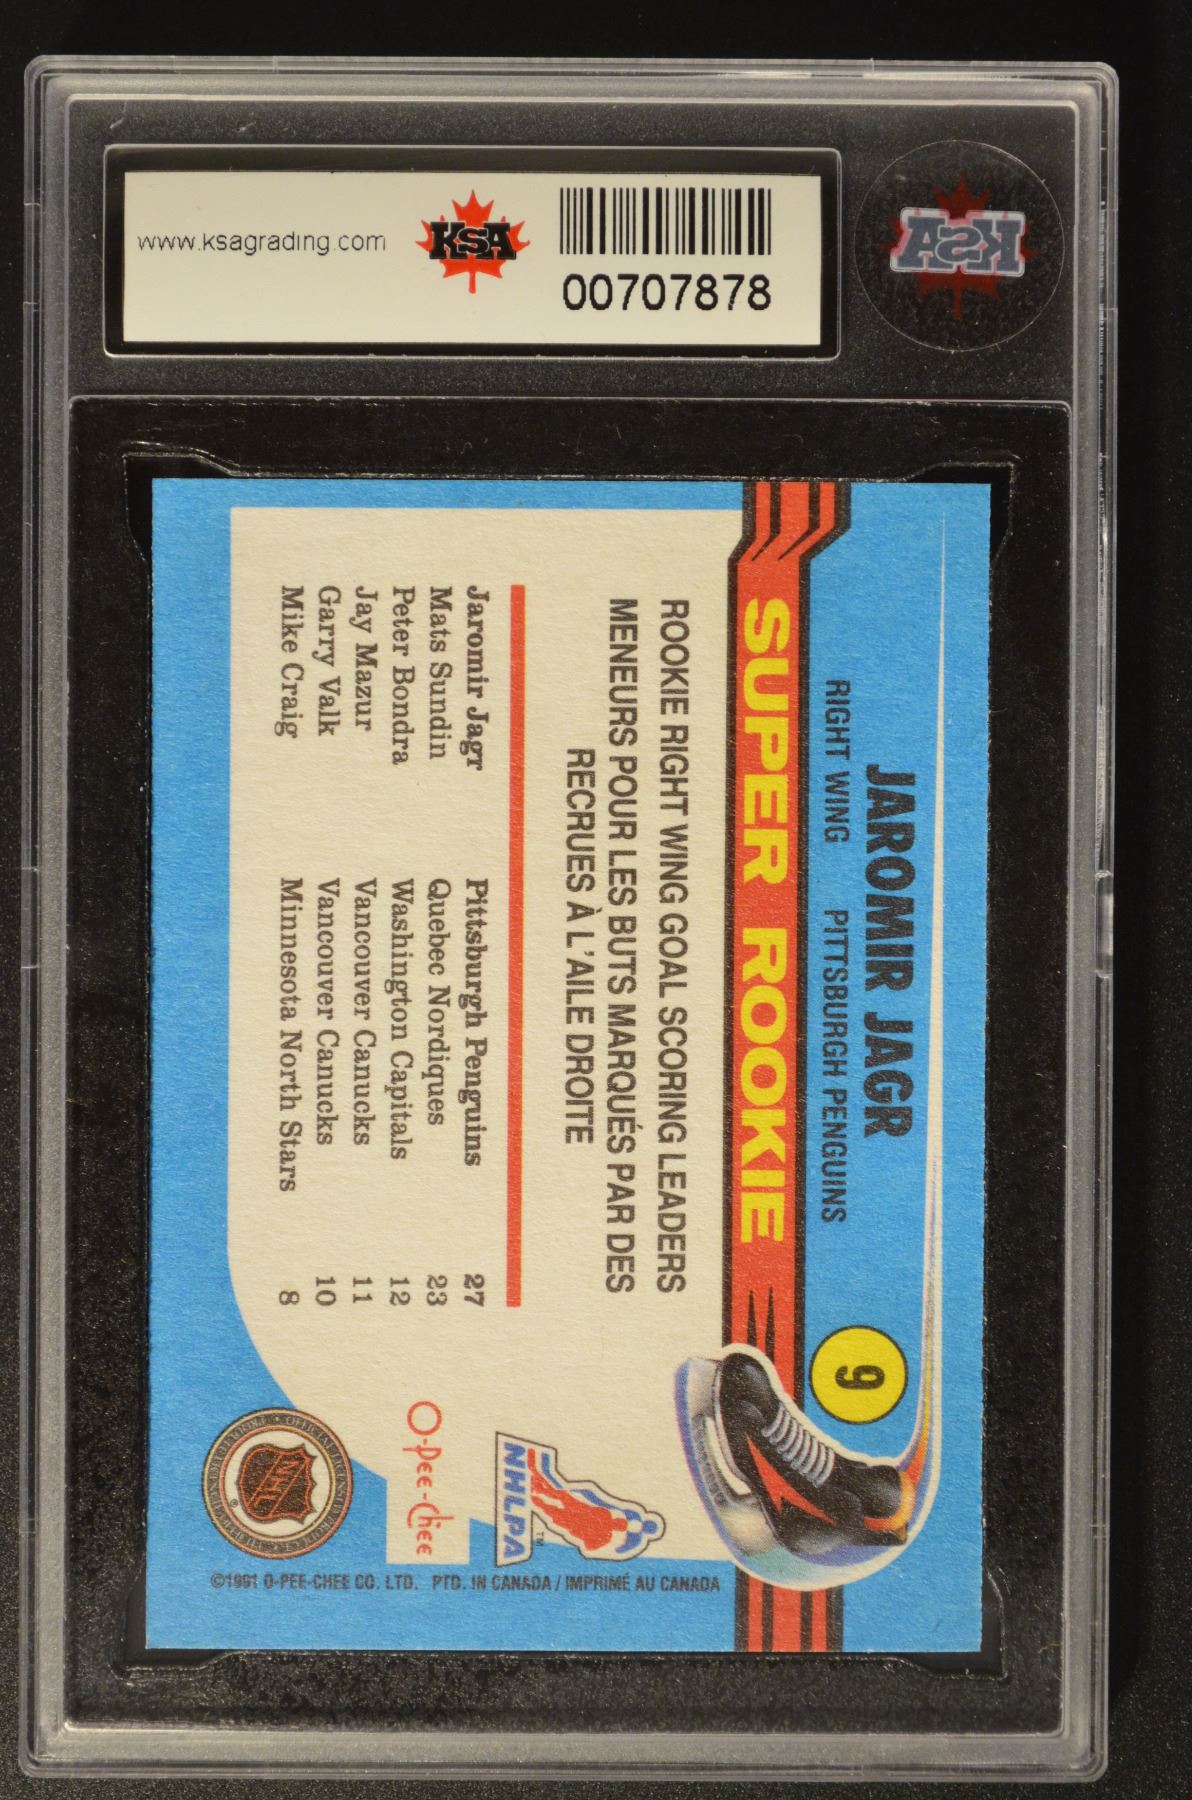 www.ksagrading.com
KSA
00707878
KSA
JAROMIR JAGR
RIGHT WING PITTSBURGH PENGUINS
9
SUPER ROOKIE
ROOKIE RIGHT WING GOAL SCORING LEADERS
MENEURS POUR LES BUTS MARQUÉS PAR DES
RECRUES À L'AILE DROITE
Jaromir Jagr Pittsburgh Penguins 27
Mats Sundin Quebec Nordiques 23
Peter Bondra Washington Capitals 12
Jay Mazur Vancouver Canucks 11
Garry Valk Vancouver Canucks 10
Mike Craig Minnesota North Stars 8
NHLPA™
O-Pee-Chee
NHL
®
©1991 O-PEE-CHEE CO. LTD. PTD. IN CANADA / IMPRIMÉ AU CANADA